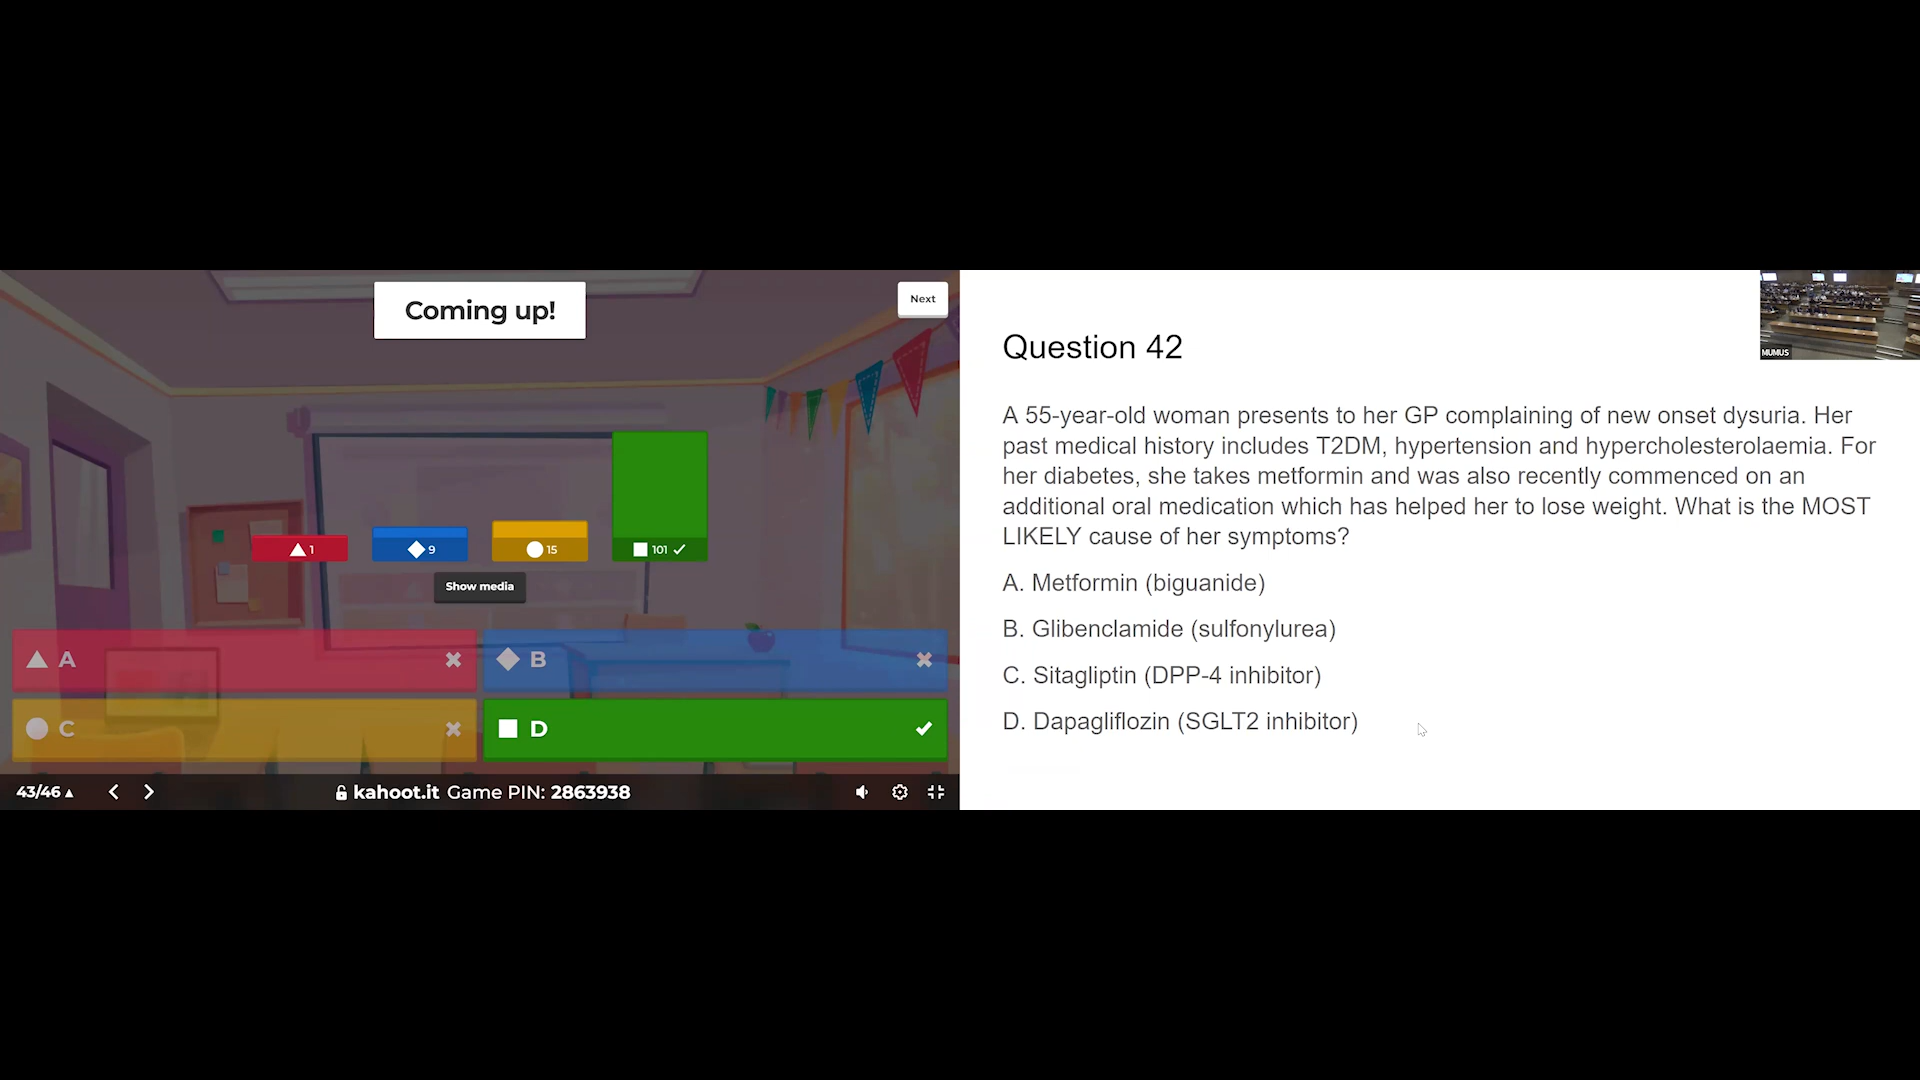 Coming up!
Next
1
9
15
101
Show media
A
B
C
D
43/46
kahoot.it Game PIN: 2863938
Question 42
MUMUS
A 55-year-old woman presents to her GP complaining of new onset dysuria. Her
past medical history includes T2DM, hypertension and hypercholesterolaemia. For
her diabetes, she takes metformin and was also recently commenced on an
additional oral medication which has helped her to lose weight. What is the MOST
LIKELY cause of her symptoms?
A. Metformin (biguanide)
B. Glibenclamide (sulfonylurea)
C. Sitagliptin (DPP-4 inhibitor)
D. Dapagliflozin (SGLT2 inhibitor)